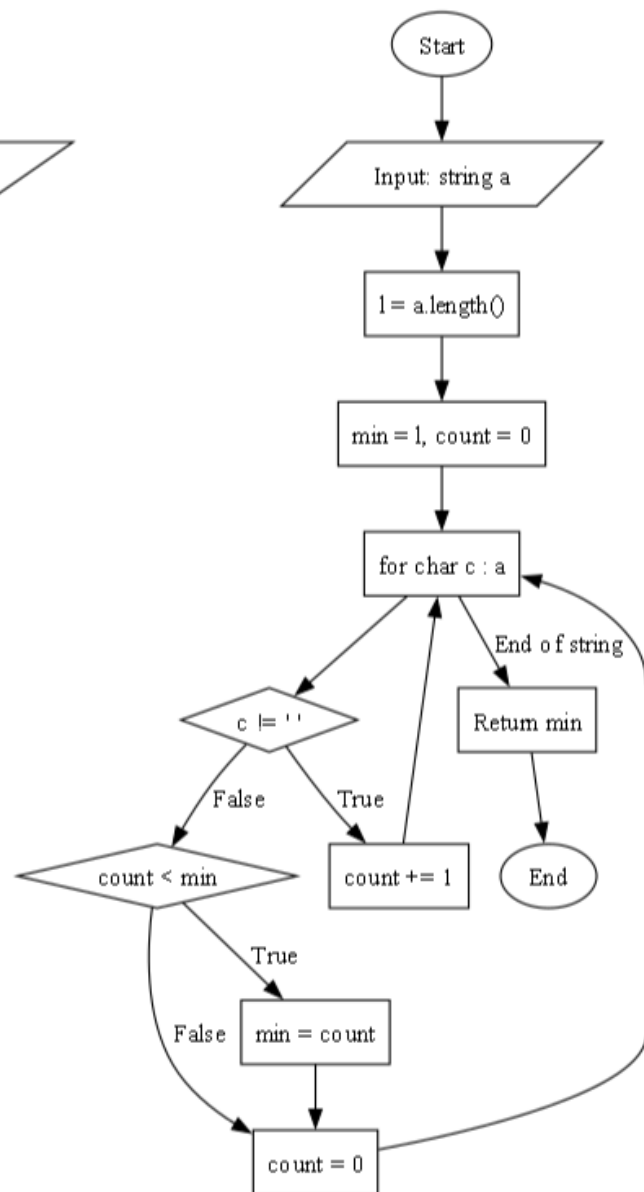 Start
Input: string a
l = a.length()
min = l, count = 0
for char c : a
End of string
c != ' '
Return min
False
True
count < min
count += 1
End
True
False
min = count
count = 0